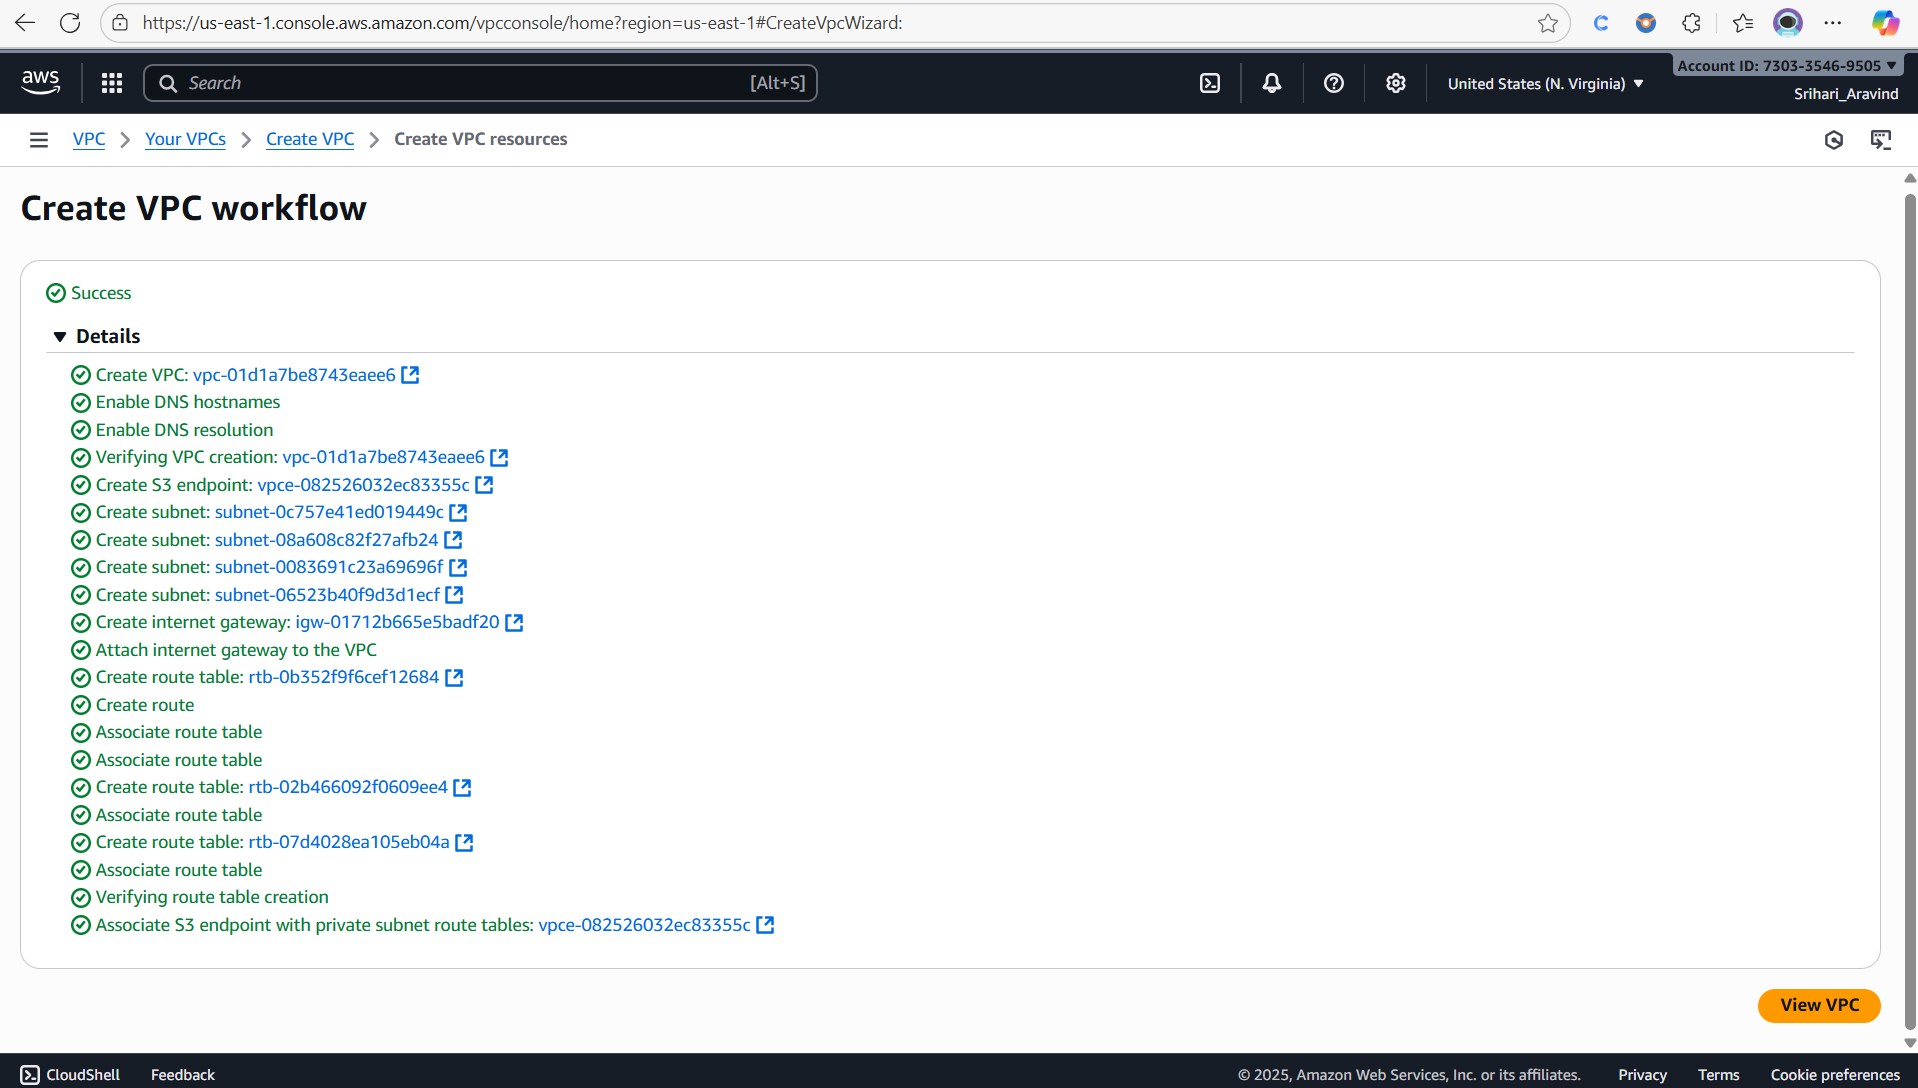 https://us-east-1.console.aws.amazon.com/vpcconsole/home?region=us-east-1#CreateVpcWizard:
aws
Search
[Alt+S]
United States (N. Virginia)
Account ID: 7303-3546-9505
Srihari_Aravind
VPC
Your VPCs
Create VPC
Create VPC resources
Create VPC workflow
Success
Details
Create VPC: vpc-01d1a7be8743eaee6
Enable DNS hostnames
Enable DNS resolution
Verifying VPC creation: vpc-01d1a7be8743eaee6
Create S3 endpoint: vpce-082526032ec83355c
Create subnet: subnet-0c757e41ed019449c
Create subnet: subnet-08a608c82f27afb24
Create subnet: subnet-0083691c23a69696f
Create subnet: subnet-06523b40f9d3d1ecf
Create internet gateway: igw-01712b665e5badf20
Attach internet gateway to the VPC
Create route table: rtb-0b352f9f6cef12684
Create route
Associate route table
Associate route table
Create route table: rtb-02b466092f0609ee4
Associate route table
Create route table: rtb-07d4028ea105eb04a
Associate route table
Verifying route table creation
Associate S3 endpoint with private subnet route tables: vpce-082526032ec83355c
View VPC
CloudShell
Feedback
© 2025, Amazon Web Services, Inc. or its affiliates.
Privacy
Terms
Cookie preferences